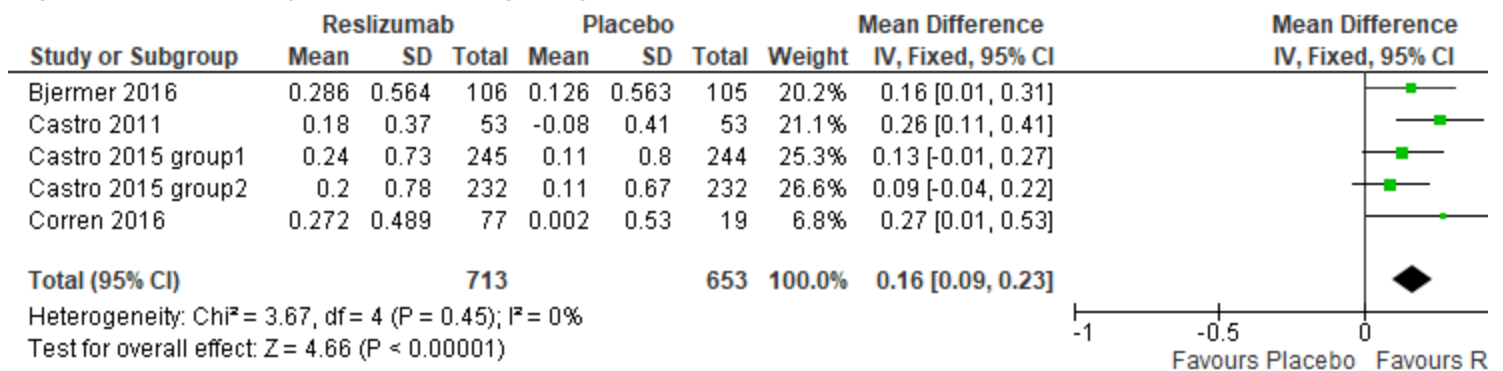 Reslizumab Placebo Mean Difference Mean Difference
Study or Subgroup Mean SD Total Mean SD Total Weight IV, Fixed, 95% CI IV, Fixed, 95% CI
Bjermer 2016 0.286 0.564 106 0.126 0.563 105 20.2% 0.16 [0.01, 0.31]
Castro 2011 0.18 0.37 53 -0.08 0.41 53 21.1% 0.26 [0.11, 0.41]
Castro 2015 group1 0.24 0.73 245 0.11 0.8 244 25.3% 0.13 [-0.01, 0.27]
Castro 2015 group2 0.2 0.78 232 0.11 0.67 232 26.6% 0.09 [-0.04, 0.22]
Corren 2016 0.272 0.489 77 0.002 0.53 19 6.8% 0.27 [0.01, 0.53]
Total (95% CI) 713 653 100.0% 0.16 [0.09, 0.23]
Heterogeneity: Chi² = 3.67, df = 4 (P = 0.45); I² = 0%
Test for overall effect: Z = 4.66 (P < 0.00001)
-1 -0.5 0
Favours Placebo Favours R